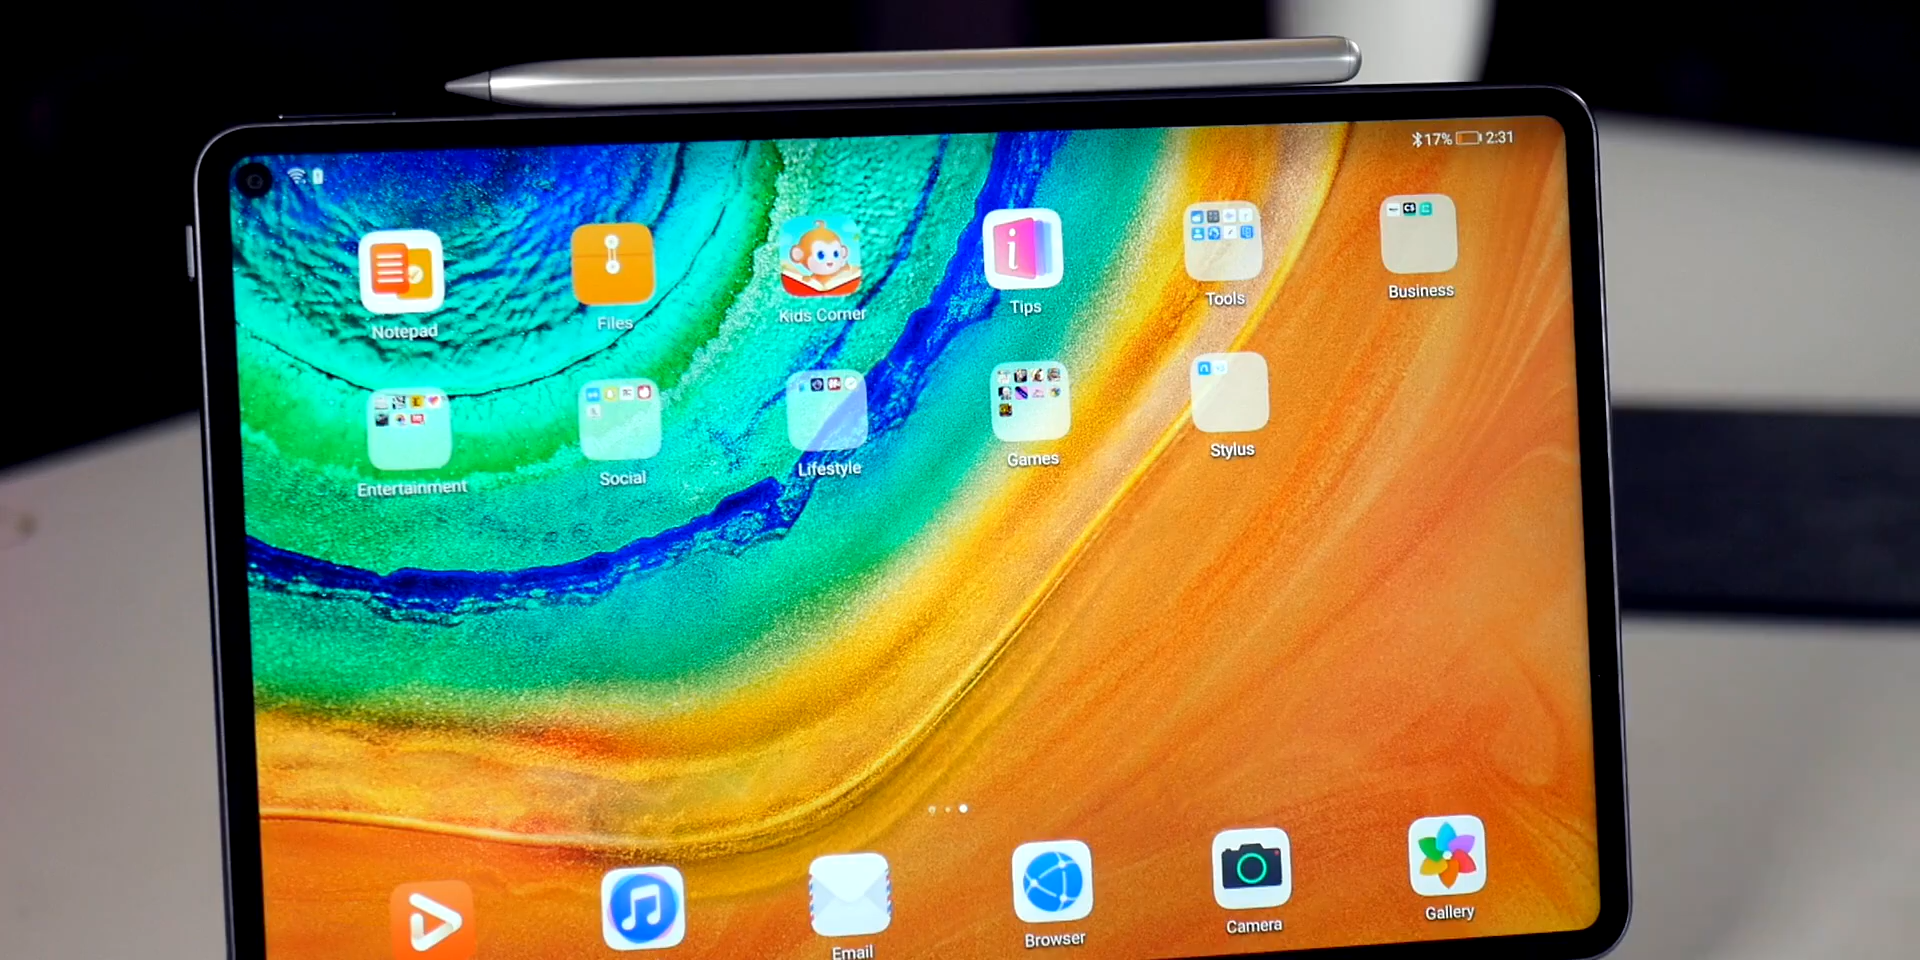 17% 2:31
Notepad
Files
Kids Corner
Tips
Tools
Business
Entertainment
Social
Lifestyle
Games
Stylus
Email
Browser
Camera
Gallery